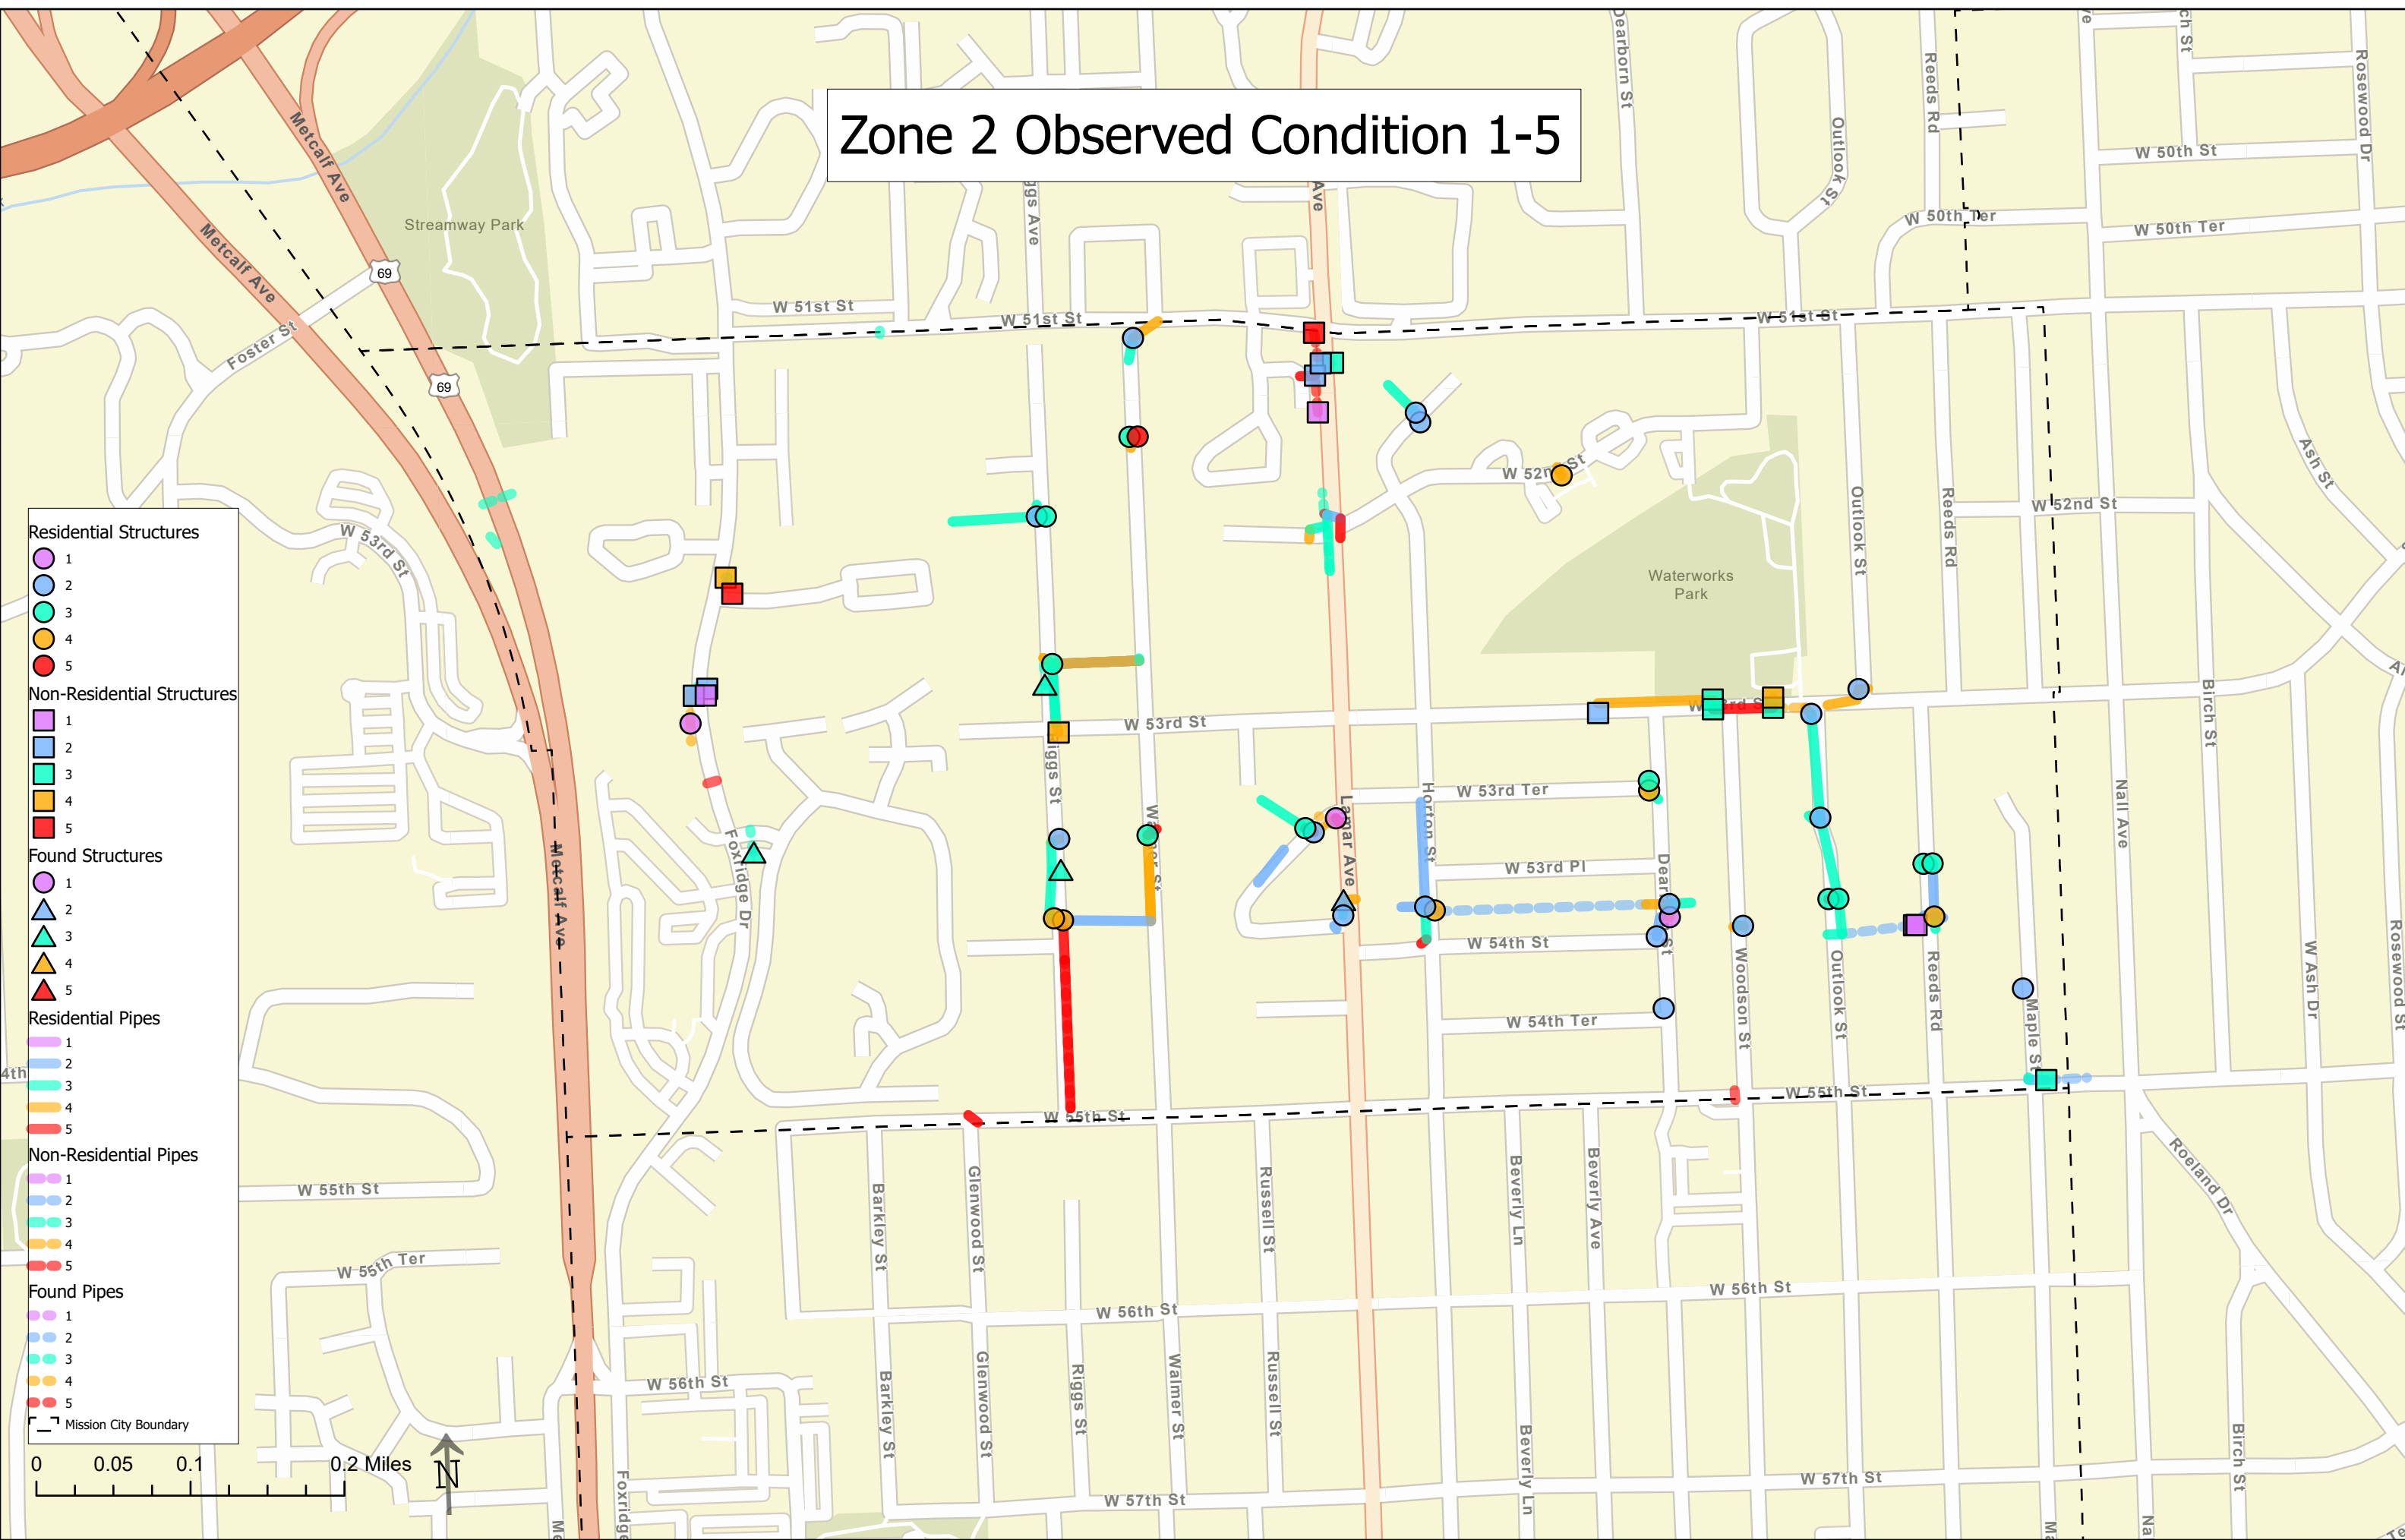 Zone 2 Observed Condition 1-5
Metcalf Ave
Metcalf Ave
Streamway Park
69
69
Foster St
W 53rd St
W 51st St
W 51st St
W 51st St
ggs Ave
Ave
Dearborn St
Outlook St
Reeds Rd
ch St
Rosewood Dr
W 50th St
W 50th Ter
W 50th Ter
W 52nd St
W 52nd St
Ash St
Outlook St
Reeds Rd
Waterworks
Park
Birch St
W 53rd St
Riggs St
Lamar Ave
Horton St
W 53rd Ter
W 53rd Pl
W 54th St
W 54th Ter
Woodson St
Outlook St
Reeds Rd
Maple St
Nall Ave
W Ash Dr
Rosewood St
Foxridge Dr
Metcalf Ave
W 55th St
W 55th St
W 55th St
W 55th Ter
Roeland Dr
Barkley St
Glenwood St
Russell St
Beverly Ln
Beverly Ave
W 56th St
W 56th St
W 56th St
Barkley St
Glenwood St
Riggs St
Walmer St
Russell St
Beverly Ln
Birch St
W 57th St
W 57th St
Foxridge
Residential Structures
1
2
3
4
5
Non-Residential Structures
1
2
3
4
5
Found Structures
1
2
3
4
5
Residential Pipes
1
2
3
4
5
Non-Residential Pipes
1
2
3
4
5
Found Pipes
1
2
3
4
5
Mission City Boundary
0 0.05 0.1 0.2 Miles
N